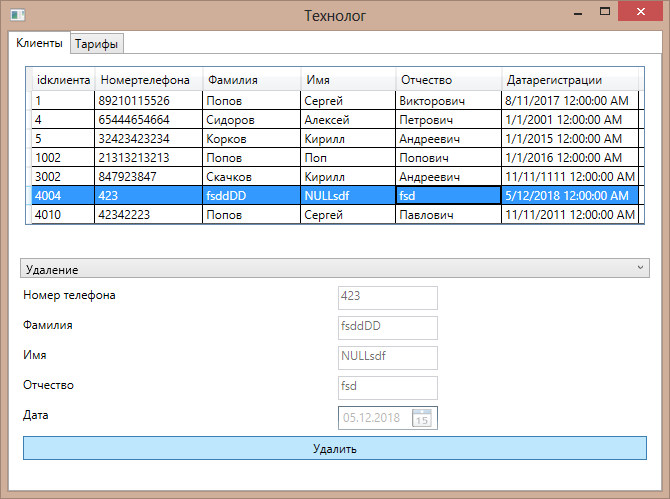 Технолог
Клиенты Тарифы
idклиента Номертелефона Фамилия Имя Отчество Датарегистрации
1 89210115526 Попов Сергей Викторович 8/11/2017 12:00:00 AM
4 65444654664 Сидоров Алексей Петрович 1/1/2001 12:00:00 AM
5 32423423234 Корков Кирилл Андреевич 1/1/2015 12:00:00 AM
1002 21313213213 Попов Поп Попович 1/1/2016 12:00:00 AM
3002 847923847 Скачков Кирилл Андреевич 11/11/1111 12:00:00 AM
4004 423 fsddDD NULLsdf fsd 5/12/2018 12:00:00 AM
4010 42342223 Попов Сергей Павлович 11/11/2011 12:00:00 AM
Удаление
Номер телефона 423
Фамилия fsddDD
Имя NULLsdf
Отчество fsd
Дата 05.12.2018 15
Удалить